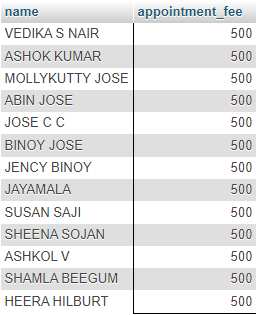 name appointment_fee
VEDIKA S NAIR 500
ASHOK KUMAR 500
MOLLYKUTTY JOSE 500
ABIN JOSE 500
JOSE C C 500
BINOY JOSE 500
JENCY BINOY 500
JAYAMALA 500
SUSAN SAJI 500
SHEENA SOJAN 500
ASHKOL V 500
SHAMLA BEEGUM 500
HEERA HILBURT 500